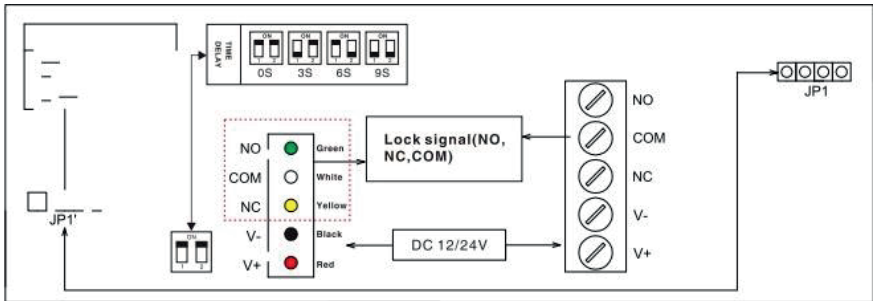 TIME
DELAY
ON
1 2
ON
1 2
ON
1 2
ON
1 2
0S 3S 6S 9S
JP1
NO Green
COM White
NC Yellow
V- Black
V+ Red
Lock signal(NO,
NC,COM)
DC 12/24V
NO
COM
NC
V-
V+
JP1'
ON
1 2